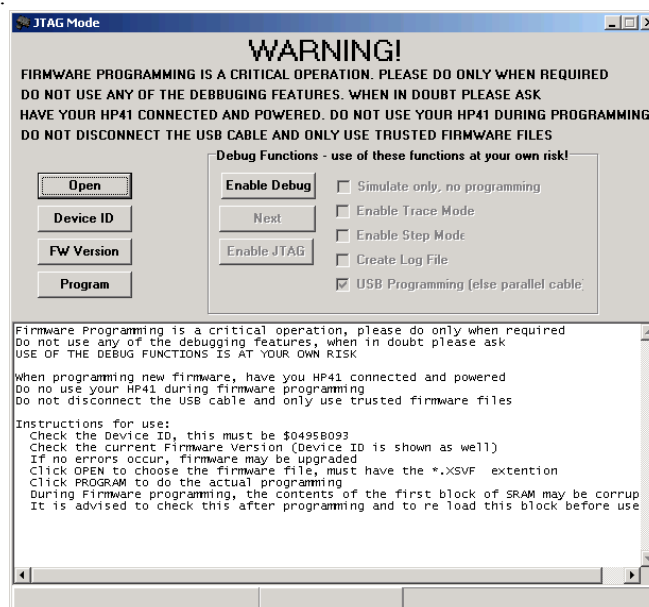 JTAG Mode
WARNING!
FIRMWARE PROGRAMMING IS A CRITICAL OPERATION. PLEASE DO ONLY WHEN REQUIRED
DO NOT USE ANY OF THE DEBBUGING FEATURES. WHEN IN DOUBT PLEASE ASK
HAVE YOUR HP41 CONNECTED AND POWERED. DO NOT USE YOUR HP41 DURING PROGRAMMING
DO NOT DISCONNECT THE USB CABLE AND ONLY USE TRUSTED FIRMWARE FILES
Debug Functions - use of these functions at your own risk!
Open
Enable Debug
Simulate only, no programming
Device ID
Next
Enable Trace Mode
Enable Step Mode
FW Version
Enable JTAG
Create Log File
Program
USB Programming (else parallel cable)
Firmware Programming is a critical operation, please do only when required
Do not use any of the debugging features, when in doubt please ask
USE OF THE DEBUG FUNCTIONS IS AT YOUR OWN RISK
When programming new firmware, have you HP41 connected and powered
Do no use your HP41 during firmware programming
Do not disconnect the USB cable and only use trusted firmware files
Instructions for use:
Check the Device ID, this must be $0495B093
Check the current Firmware Version (Device ID is shown as well)
If no errors occur, firmware may be upgraded
Click OPEN to choose the firmware file, must have the *.XSVF extention
Click PROGRAM to do the actual programming
During Firmware programming, the contents of the first block of SRAM may be corrup
It is advised to check this after programming and to re load this block before use